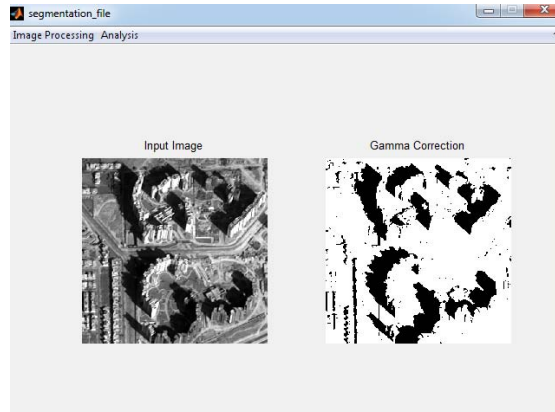 segmentation_file
Image Processing Analysis
Input Image
Gamma Correction